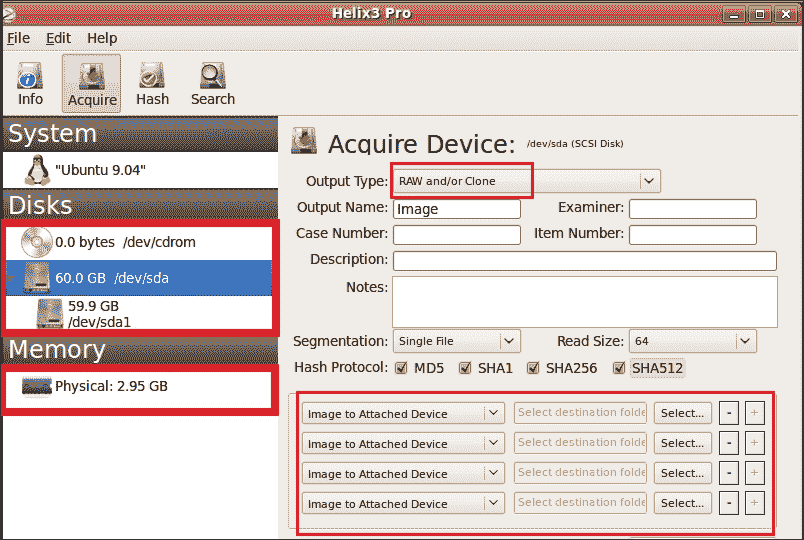 Helix3 Pro
File Edit Help
Info Acquire Hash Search
System
"Ubuntu 9.04"
Disks
0.0 bytes /dev/cdrom
60.0 GB /dev/sda
59.9 GB
/dev/sda1
Memory
Physical: 2.95 GB
Acquire Device: /dev/sda (SCSI Disk)
Output Type: RAW and/or Clone
Output Name: Image Examiner:
Case Number: Item Number:
Description:
Notes:
Segmentation: Single File Read Size: 64
Hash Protocol: MD5 SHA1 SHA256 SHA512
Image to Attached Device Select destination folde Select... - +
Image to Attached Device Select destination folde Select... - +
Image to Attached Device Select destination folde Select... - +
Image to Attached Device Select destination folde Select... - +